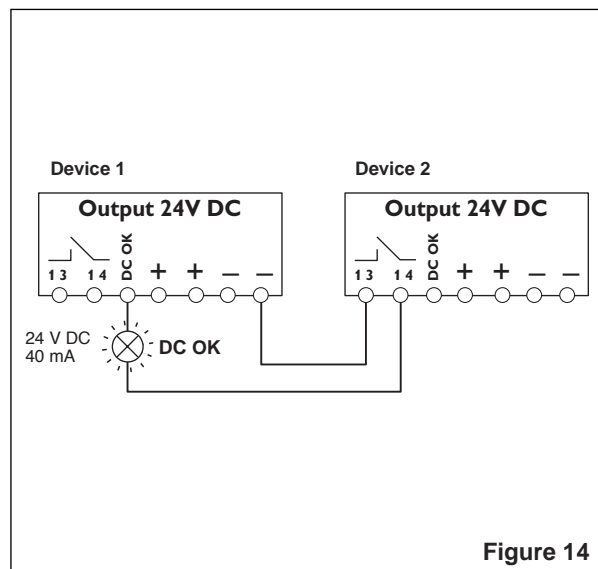 Device 1
Device 2
Output 24V DC
Output 24V DC
13 14 DC OK + + – –
13 14 DC OK + + – –
24 V DC
40 mA
DC OK
Figure 14